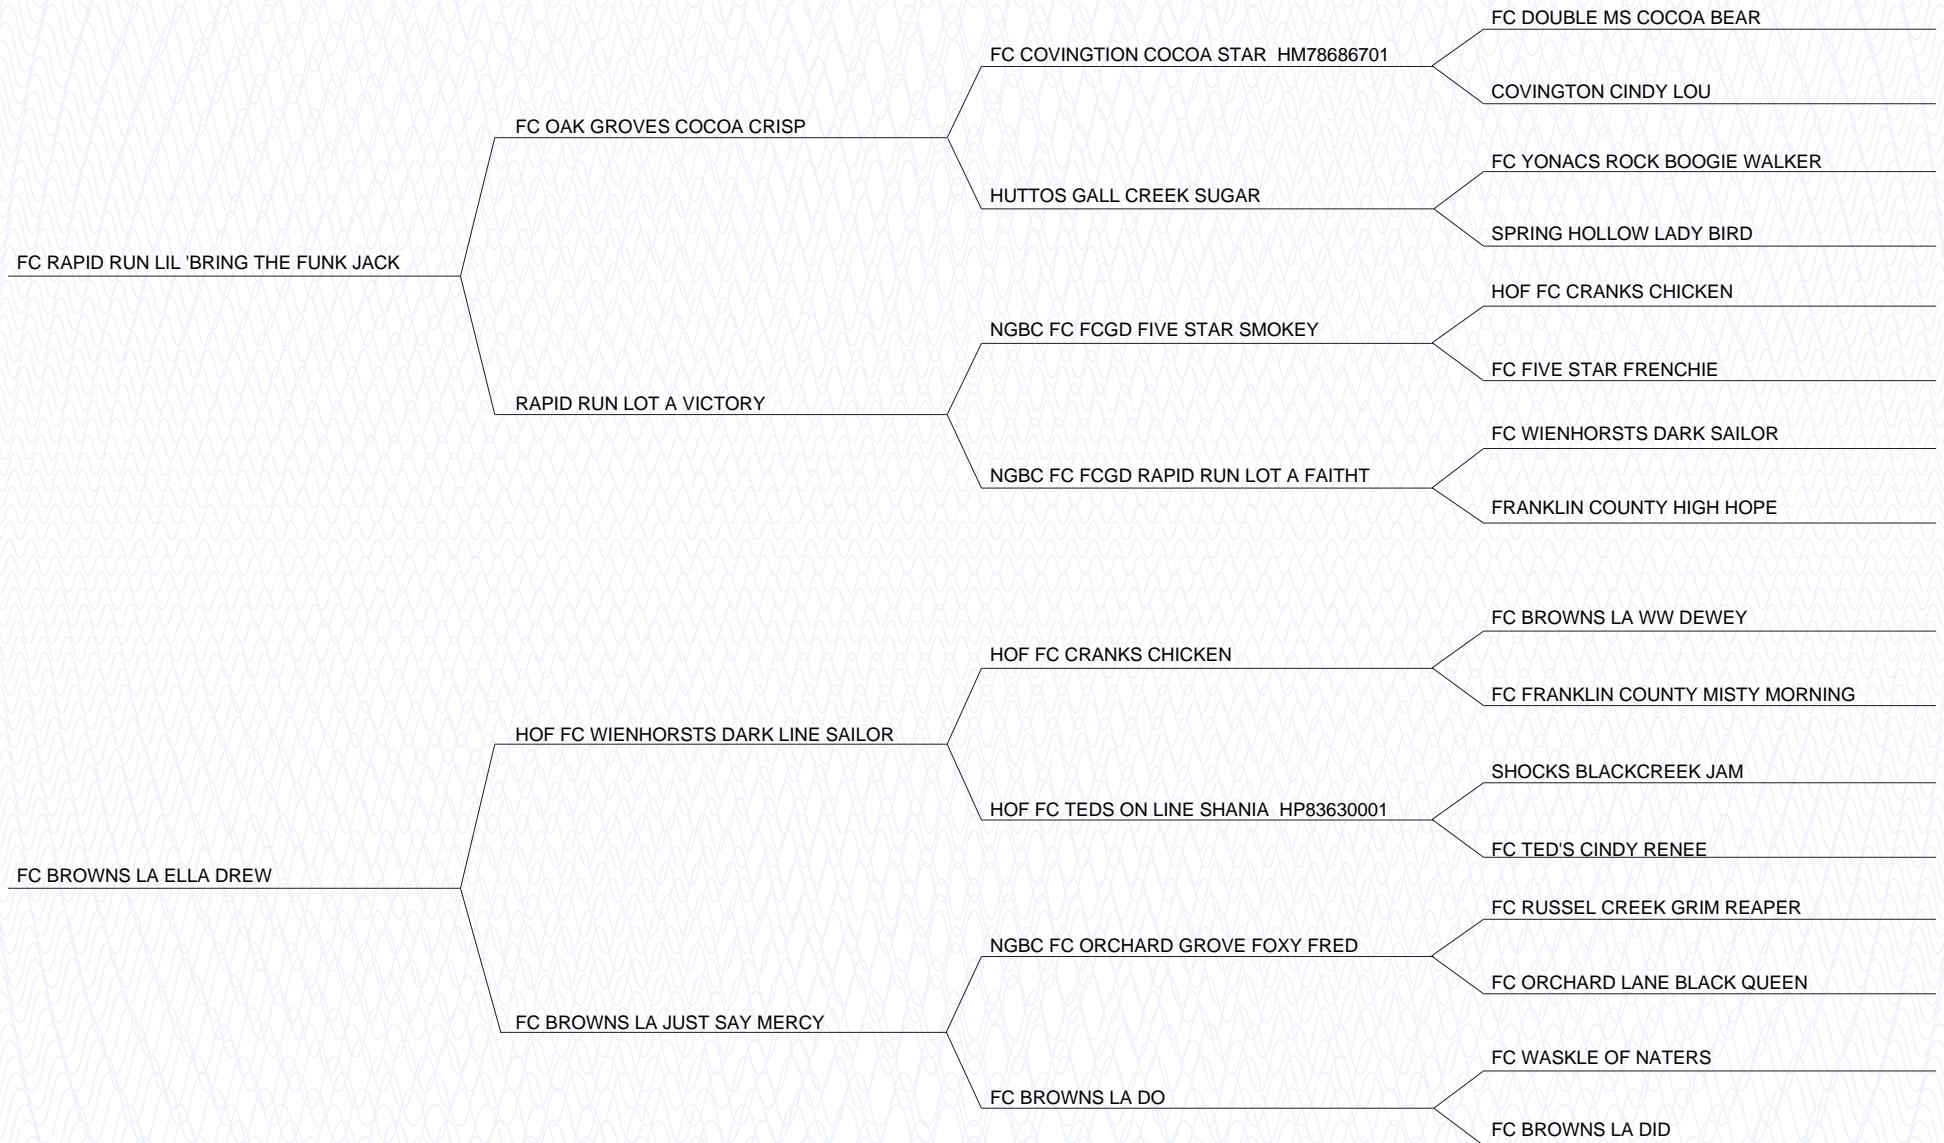 FC DOUBLE MS COCOA BEAR
FC COVINGTION COCOA STAR HM78686701
COVINGTON CINDY LOU
FC OAK GROVES COCOA CRISP
FC YONACS ROCK BOOGIE WALKER
HUTTOS GALL CREEK SUGAR
SPRING HOLLOW LADY BIRD
FC RAPID RUN LIL 'BRING THE FUNK JACK
HOF FC CRANKS CHICKEN
NGBC FC FCGD FIVE STAR SMOKEY
FC FIVE STAR FRENCHIE
RAPID RUN LOT A VICTORY
FC WIENHORSTS DARK SAILOR
NGBC FC FCGD RAPID RUN LOT A FAITHT
FRANKLIN COUNTY HIGH HOPE
FC BROWNS LA WW DEWEY
HOF FC CRANKS CHICKEN
FC FRANKLIN COUNTY MISTY MORNING
HOF FC WIENHORSTS DARK LINE SAILOR
SHOCKS BLACKCREEK JAM
HOF FC TEDS ON LINE SHANIA HP83630001
FC TED'S CINDY RENEE
FC BROWNS LA ELLA DREW
FC RUSSEL CREEK GRIM REAPER
NGBC FC ORCHARD GROVE FOXY FRED
FC ORCHARD LANE BLACK QUEEN
FC BROWNS LA JUST SAY MERCY
FC WASKLE OF NATERS
FC BROWNS LA DO
FC BROWNS LA DID